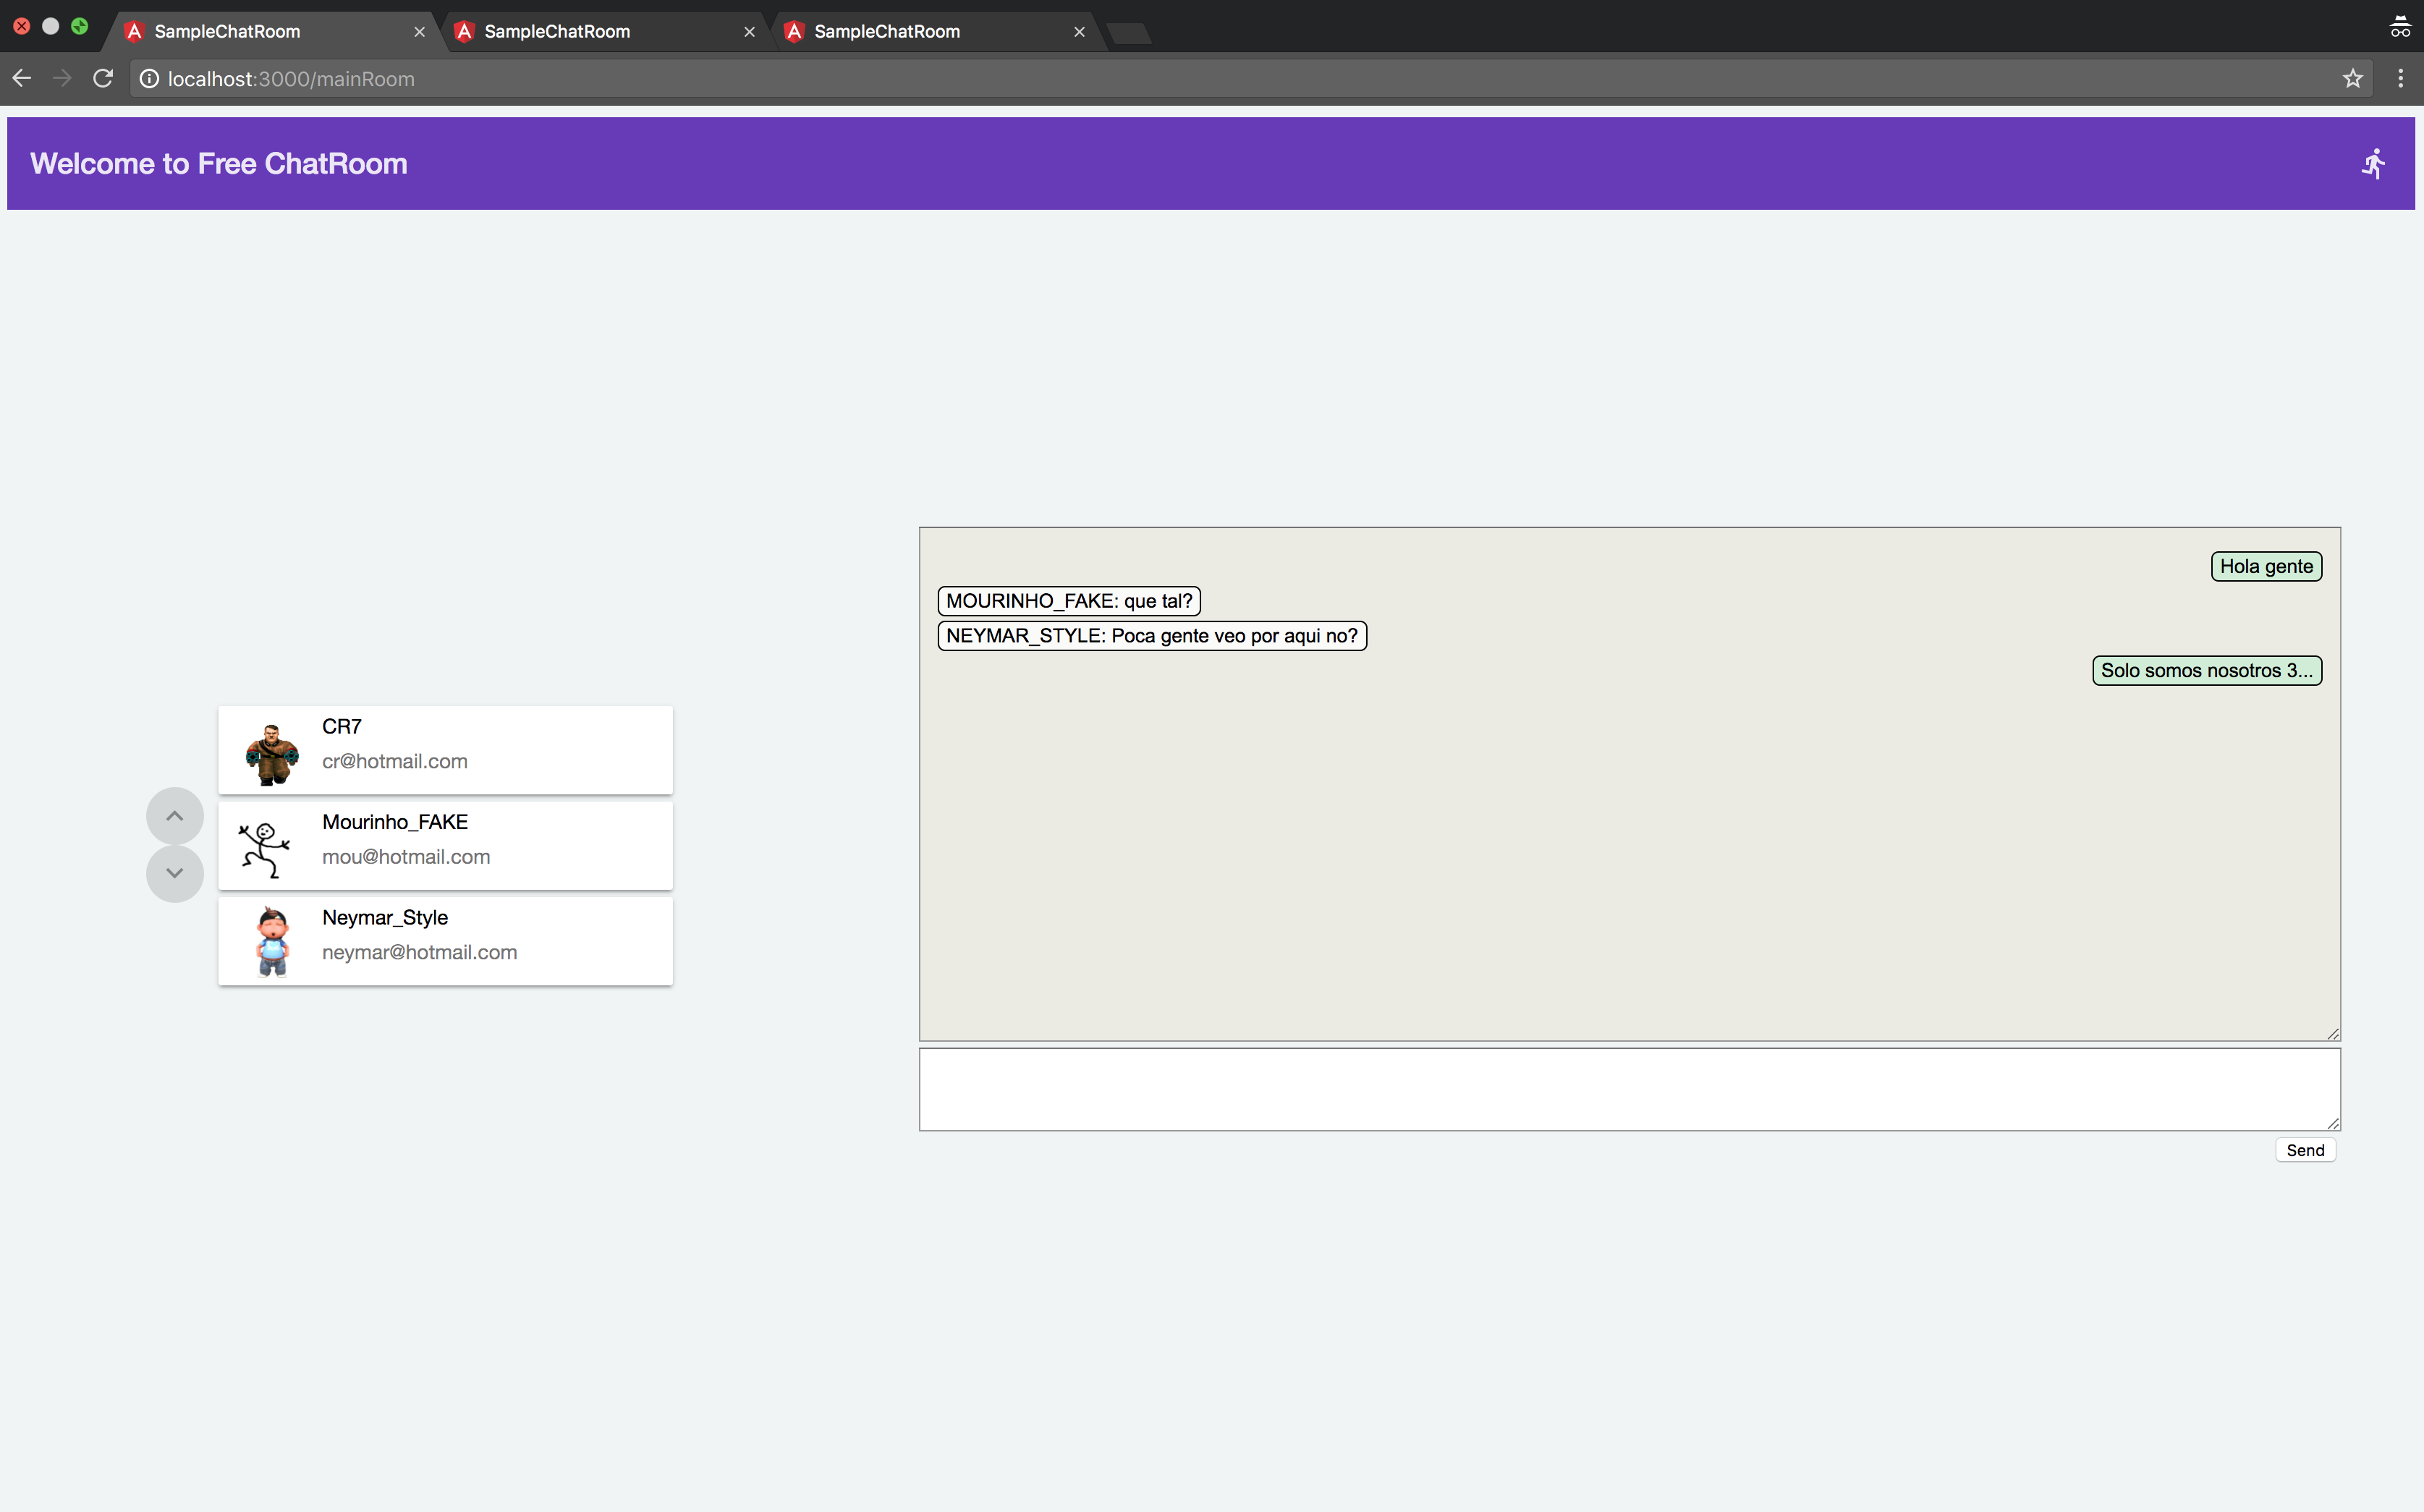 SampleChatRoom
SampleChatRoom
SampleChatRoom
localhost:3000/mainRoom
Welcome to Free ChatRoom
Hola gente
MOURINHO_FAKE: que tal?
NEYMAR_STYLE: Poca gente veo por aqui no?
Solo somos nosotros 3...
CR7
cr@hotmail.com
Mourinho_FAKE
mou@hotmail.com
Neymar_Style
neymar@hotmail.com
Send